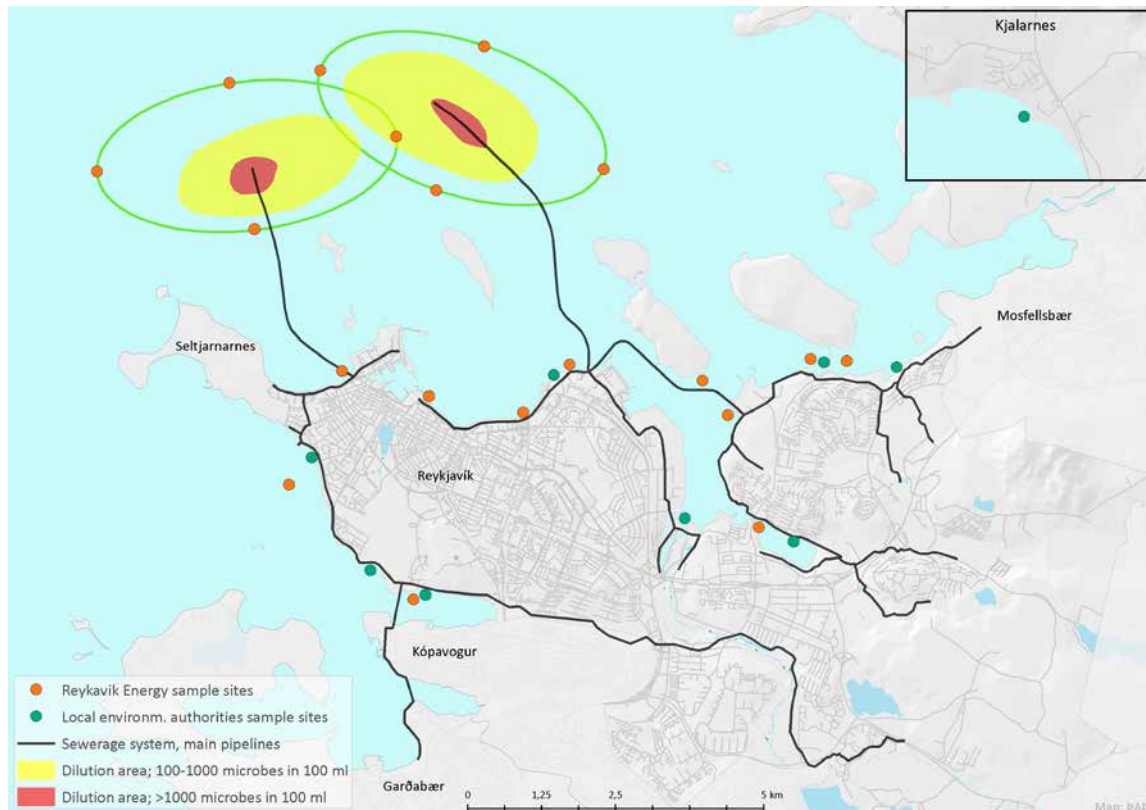 Kjalarnes
Mosfellsbær
Seltjarnarnes
Reykjavík
Kópavogur
Reykavik Energy sample sites
Local environm. authorities sample sites
Sewerage system, main pipelines
Dilution area; 100-1000 microbes in 100 ml
Dilution area; >1000 microbes in 100 ml
Garðabær
0 1,25 2,5 5 km